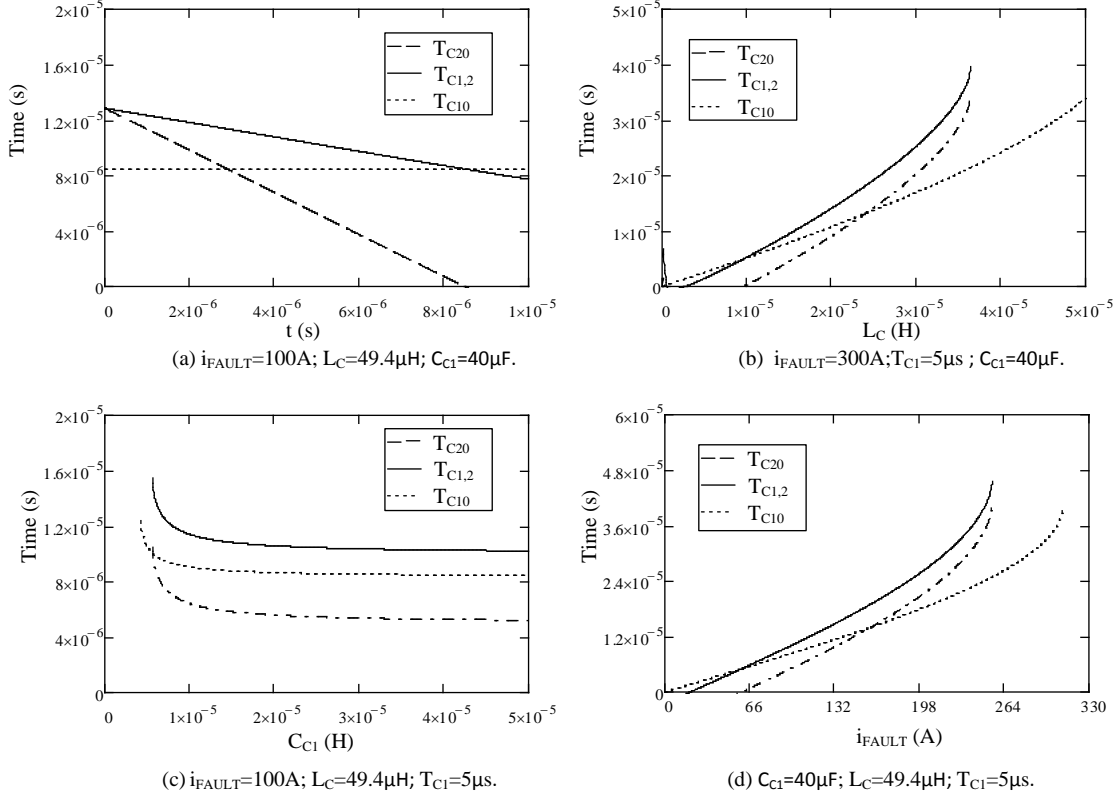 2×10⁻⁵
1.6×10⁻⁵
1.2×10⁻⁵
8×10⁻⁶
4×10⁻⁶
0
Time (s)
T_C20
T_C1,2
T_C10
0 2×10⁻⁶ 4×10⁻⁶ 6×10⁻⁶ 8×10⁻⁶ 1×10⁻⁵
t (s)
(a) i_FAULT=100A; L_C=49.4μH; C_C1=40μF.
5×10⁻⁵
4×10⁻⁵
3×10⁻⁵
2×10⁻⁵
1×10⁻⁵
0
Time (s)
T_C20
T_C1,2
T_C10
0 1×10⁻⁵ 2×10⁻⁵ 3×10⁻⁵ 4×10⁻⁵ 5×10⁻⁵
L_C (H)
(b) i_FAULT=300A;T_C1=5μs ; C_C1=40μF.
2×10⁻⁵
1.6×10⁻⁵
1.2×10⁻⁵
8×10⁻⁶
4×10⁻⁶
0
Time (s)
T_C20
T_C1,2
T_C10
0 1×10⁻⁵ 2×10⁻⁵ 3×10⁻⁵ 4×10⁻⁵ 5×10⁻⁵
C_C1 (H)
(c) i_FAULT=100A; L_C=49.4μH; T_C1=5μs.
6×10⁻⁵
4.8×10⁻⁵
3.6×10⁻⁵
2.4×10⁻⁵
1.2×10⁻⁵
0
Time (s)
T_C20
T_C1,2
T_C10
0 66 132 198 264 330
i_FAULT (A)
(d) C_C1=40μF; L_C=49.4μH; T_C1=5μs.